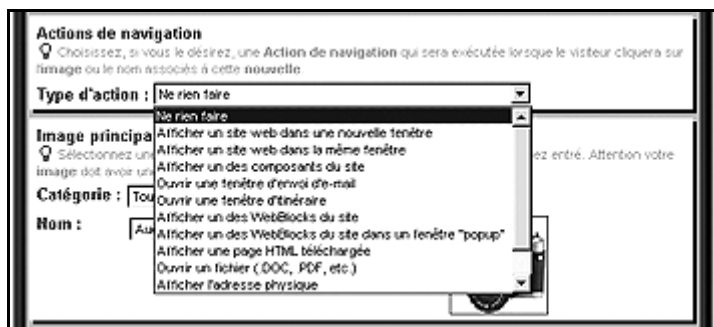 Actions de navigation
Choisissez, si vous le désirez, une Action de navigation qui sera exécutée lorsque le visiteur cliquera sur
l'image ou le nom associés à cette nouvelle
Type d'action : Ne rien faire
Ne rien faire
Afficher un site web dans une nouvelle fenêtre
Afficher un site web dans la même fenêtre
Afficher un des composants du site
Ouvrir une fenêtre d'envoi d'e-mail
Ouvrir une fenêtre d'itinéraire
Afficher un des WebBlocks du site
Afficher un des WebBlocks du site dans un fenêtre "popup"
Afficher une page HTML téléchargée
Ouvrir un fichier (.DOC, .PDF, etc.)
Afficher l'adresse physique
Image principa
Sélectionnez une ez entré. Attention votre
image doit avoir un
Catégorie : Tou
Nom : Au